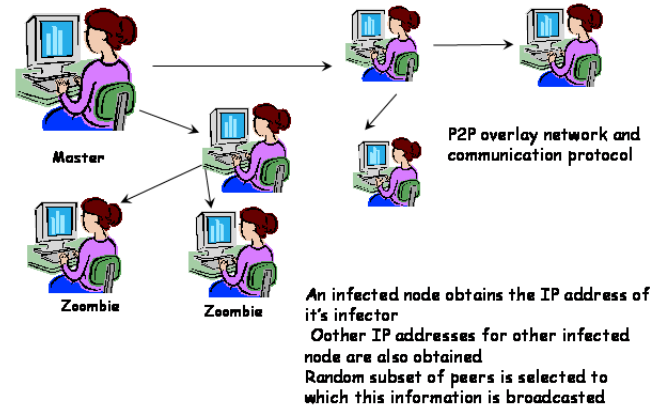 Master
P2P overlay network and
communication protocol
Zoombie
Zoombie
An infected node obtains the IP address of
it's infector
Oother IP addresses for other infected
node are also obtained
Random subset of peers is selected to
which this information is broadcasted